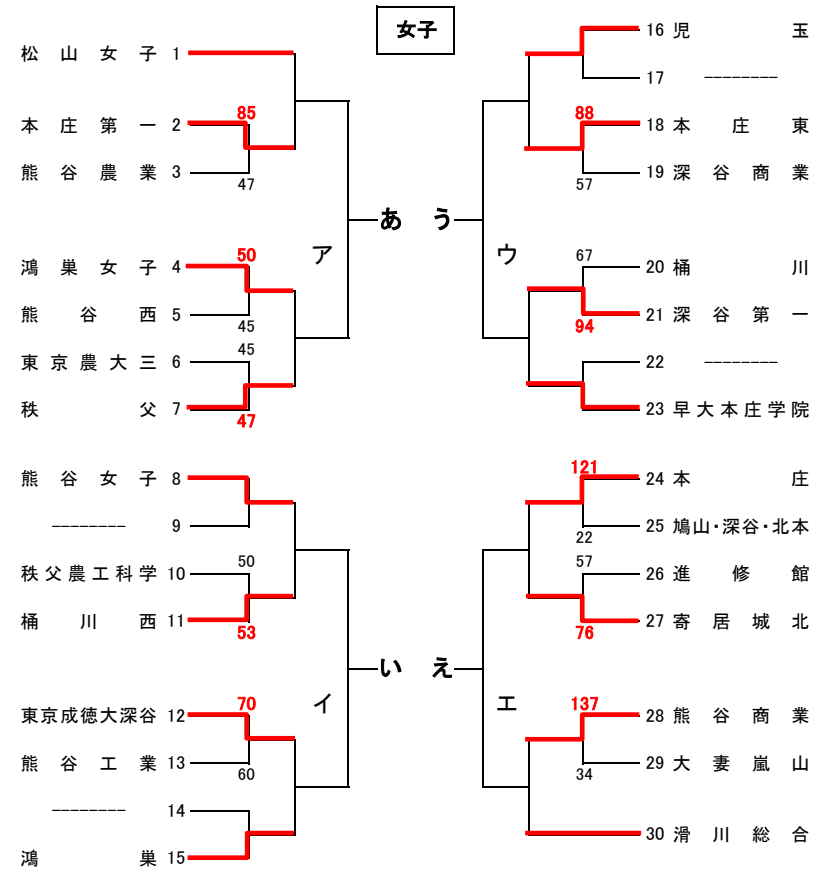 女子
松山女子 1
85
本庄第一 2
熊谷農業 3
47
あ
ア
鴻巣女子 4
50
熊谷西 5
45
45
東京農大三 6
秩父 7
47
熊谷女子 8
-------- 9
50
秩父農工科学 10
桶川西 11
53
い
イ
東京成徳大深谷 12
70
熊谷工業 13
60
-------- 14
鴻巣 15
16 児玉
17 --------
88
18 本庄東
19 深谷商業
57
う
ウ
67
20 桶川
21 深谷第一
94
22 --------
23 早大本庄学院
121
24 本庄
25 鳩山・深谷・北本
22
57
26 進修館
27 寄居城北
76
え
エ
137
28 熊谷商業
29 大妻嵐山
34
30 滑川総合